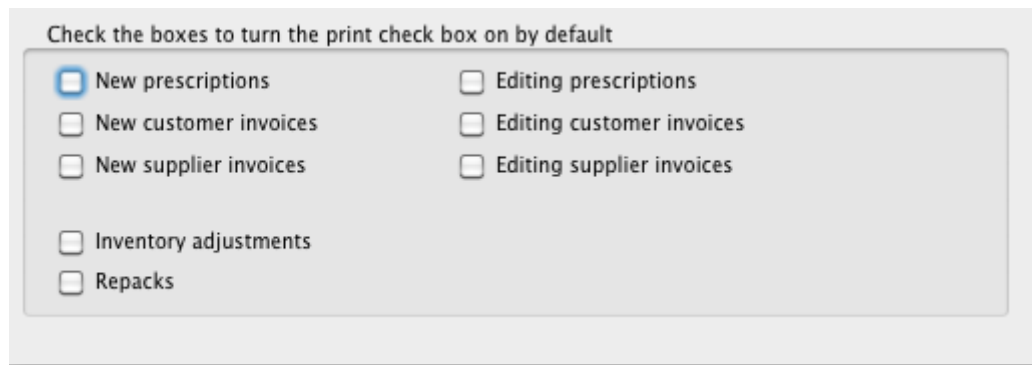 Check the boxes to turn the print check box on by default
New prescriptions Editing prescriptions
New customer invoices Editing customer invoices
New supplier invoices Editing supplier invoices
Inventory adjustments
Repacks